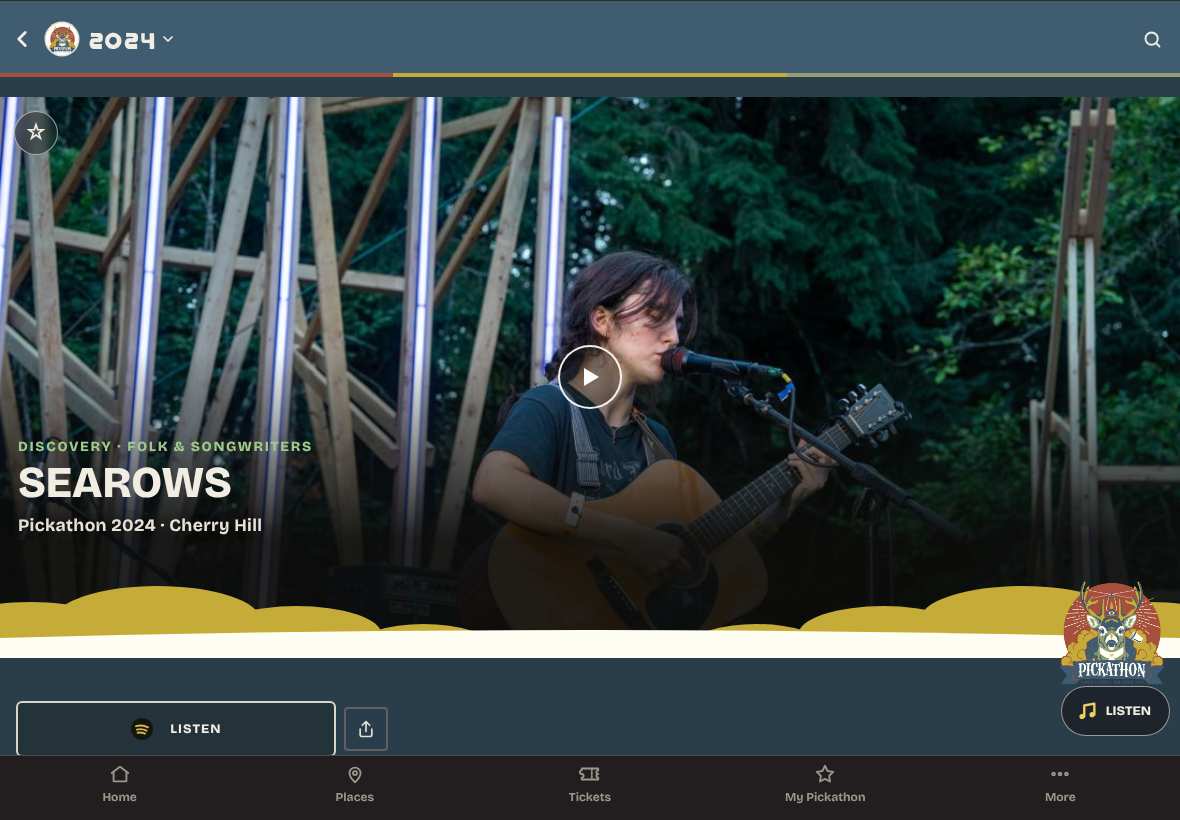 2024
DISCOVERY · FOLK & SONGWRITERS
SEAROWS
Pickathon 2024 · Cherry Hill
PICKATHON
LISTEN
LISTEN
Home
Places
Tickets
My Pickathon
More